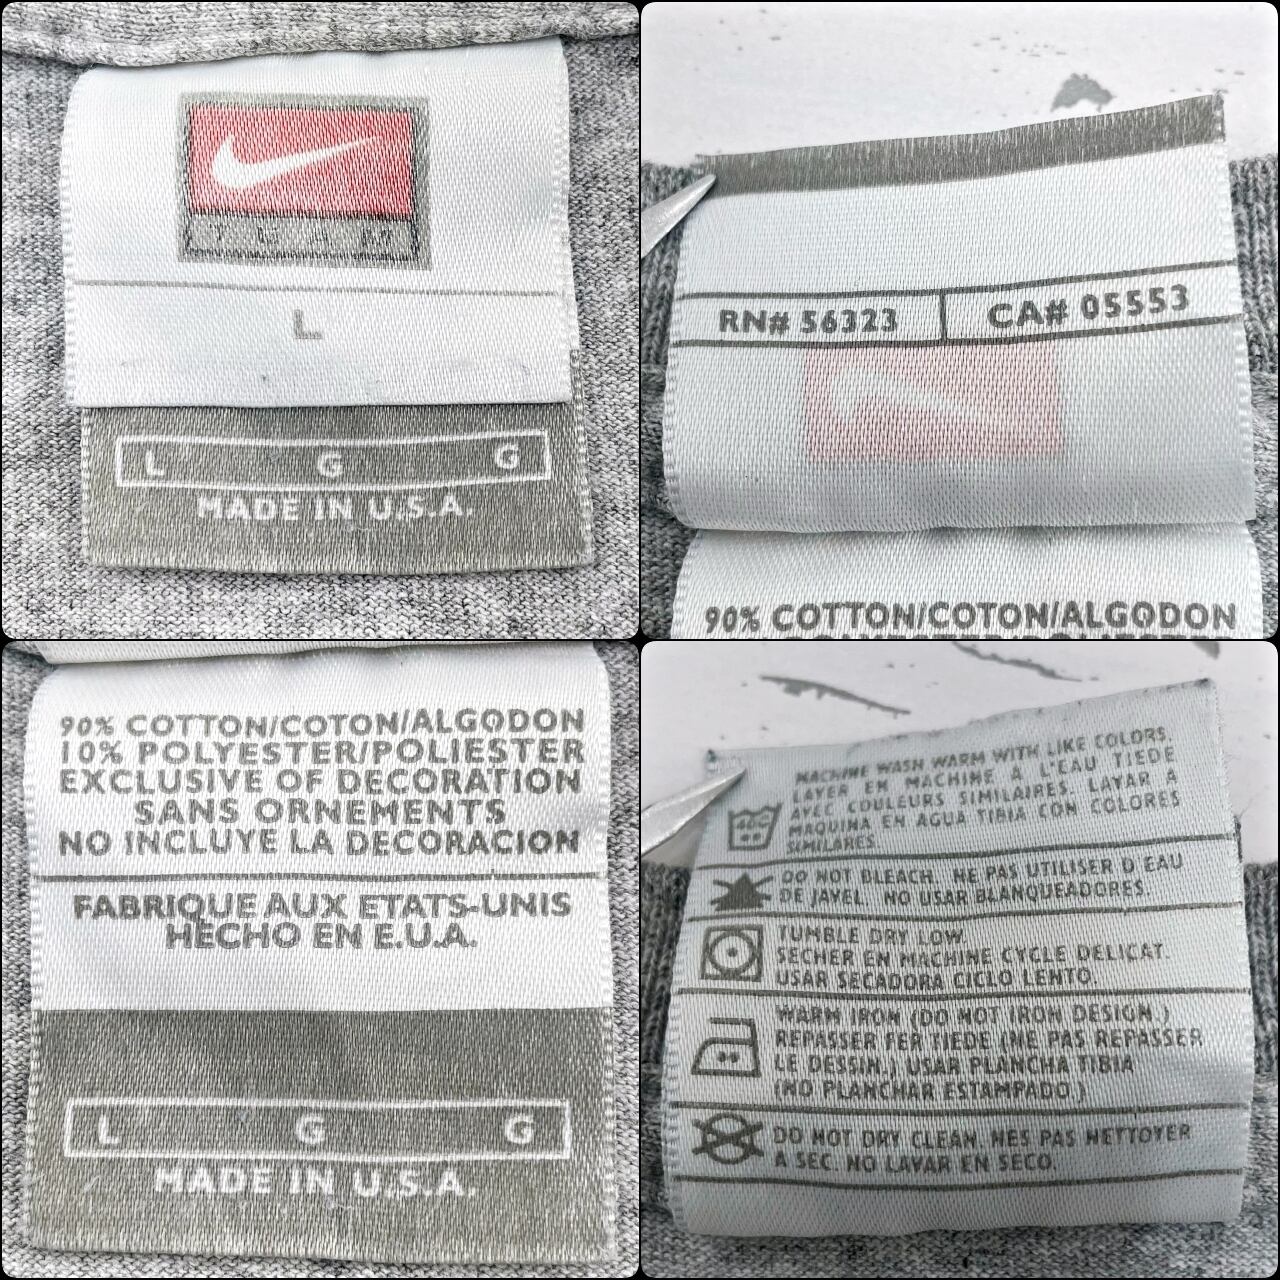 TEAM
L
L G G
MADE IN U.S.A.
RN# 56323 CA# 05553
90% COTTON/COTON/ALGODON
90% COTTON/COTON/ALGODON
10% POLYESTER/POLIESTER
EXCLUSIVE OF DECORATION
SANS ORNEMENTS
NO INCLUYE LA DECORACION
FABRIQUE AUX ETATS-UNIS
HECHO EN E.U.A.
L G G
MADE IN U.S.A.
MACHINE WASH WARM WITH LIKE COLORS.
LAVER EN MACHINE A L'EAU TIEDE
AVEC COULEURS SIMILAIRES. LAVAR A
MAQUINA EN AGUA TIBIA CON COLORES
SIMILARES.
DO NOT BLEACH. NE PAS UTILISER D'EAU
DE JAVEL. NO USAR BLANQUEADORES.
TUMBLE DRY LOW.
SECHER EN MACHINE CYCLE DELICAT.
USAR SECADORA CICLO LENTO.
WARM IRON (DO NOT IRON DESIGN.)
REPASSER FER TIEDE (NE PAS REPASSER
LE DESSIN.) USAR PLANCHA TIBIA
(NO PLANCHAR ESTAMPADO.)
DO NOT DRY CLEAN. NES PAS NETTOYER
A SEC. NO LAVAR EN SECO.